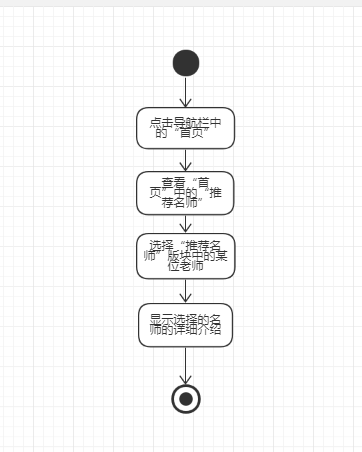 点击导航栏中
的“首页”
查看“首
页”中的“推
荐名师”
选择“推荐名
师”版块中的某
位老师
显示选择的名
师的详细介绍